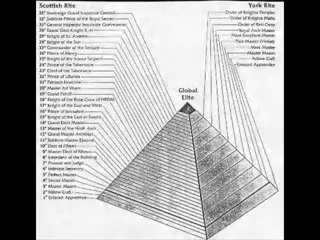 Scottish Rite
33° Sovereign Grand Inspector General
32° Sublime Prince of the Royal Secret
31° Grand Inspector Inquisitor Commander
30° Grand Elect Knight K. H.
29° Knight of St. Andrew
28° Knight of the Sun
27° Commander of the Temple
26° Prince of Mercy
25° Knight of the Brazen Serpent
24° Prince of the Tabernacle
23° Chief of the Tabernacle
22° Prince of Libanus
21° Patriarch Noachite
20° Master Ad Vitam
19° Grand Pontiff
18° Knight of the Rose Croix of HRDM
17° Knight of the East and West
16° Prince of Jerusalem
15° Knight of the East or Sword
14° Grand Elect Mason
13° Master of the Ninth Arch
12° Grand Master Architect
11° Sublime Master Elected
10° Elect of Fifteen
9° Master Elect of Nine
8° Intendant of the Building
7° Provost and Judge
6° Intimate Secretary
5° Perfect Master
4° Secret Master
3° Master Mason
2° Fellow Craft
1° Entered Apprentice
York Rite
Order of Knights Templar
Order of Knights Malta
Order of Red Cross
Royal Arch Mason
Most Excellent Master
Past Master (Virtual)
Mark Master
Master Mason
Fellow Craft
Entered Apprentice
Global
Elite